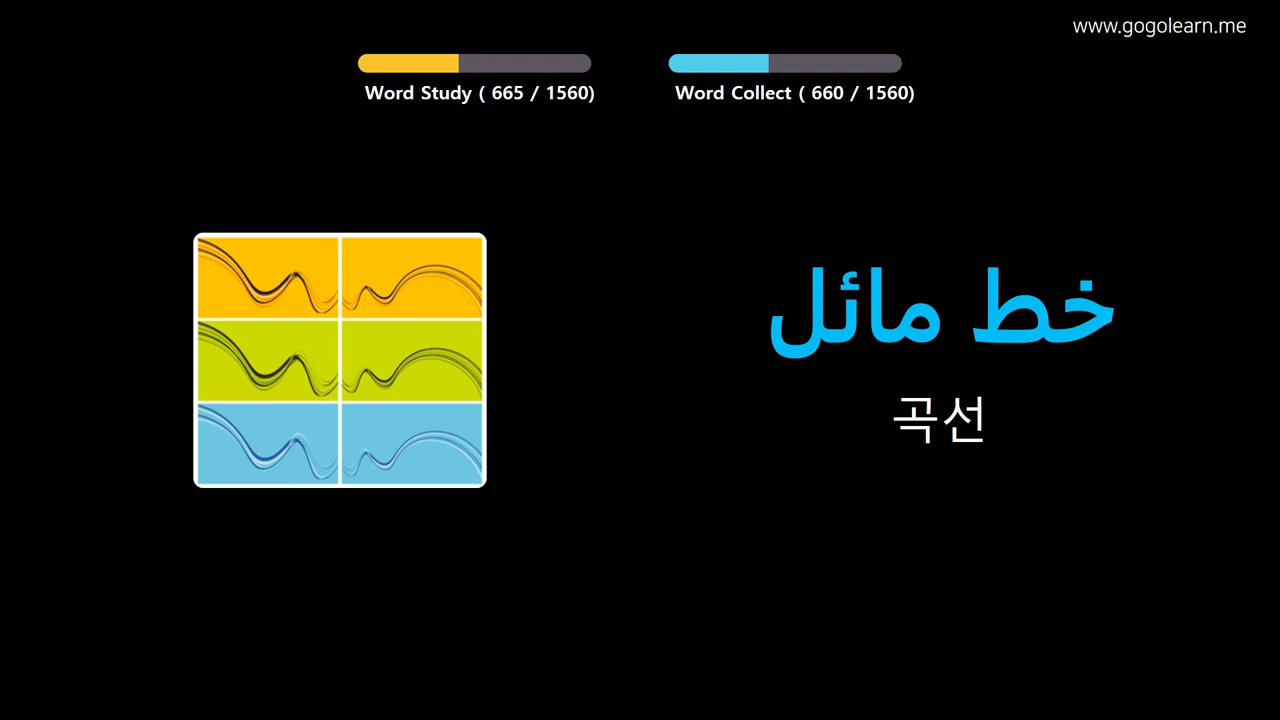 www.gogolearn.me
Word Study ( 665 / 1560)
Word Collect ( 660 / 1560)
خط مائل
곡선